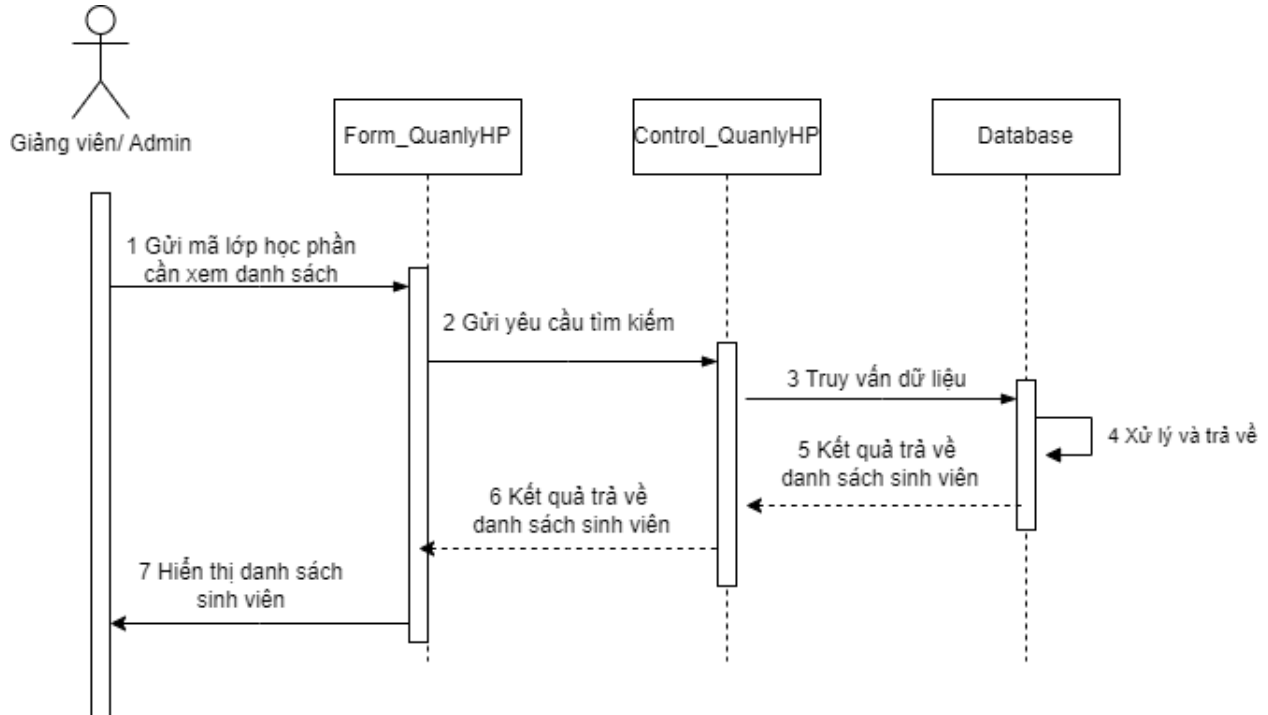 Giảng viên/ Admin
Form_QuanlyHP
Control_QuanlyHP
Database
1 Gửi mã lớp học phần
cần xem danh sách
2 Gửi yêu cầu tìm kiếm
3 Truy vấn dữ liệu
4 Xử lý và trả về
5 Kết quả trả về
danh sách sinh viên
6 Kết quả trả về
danh sách sinh viên
7 Hiển thị danh sách
sinh viên